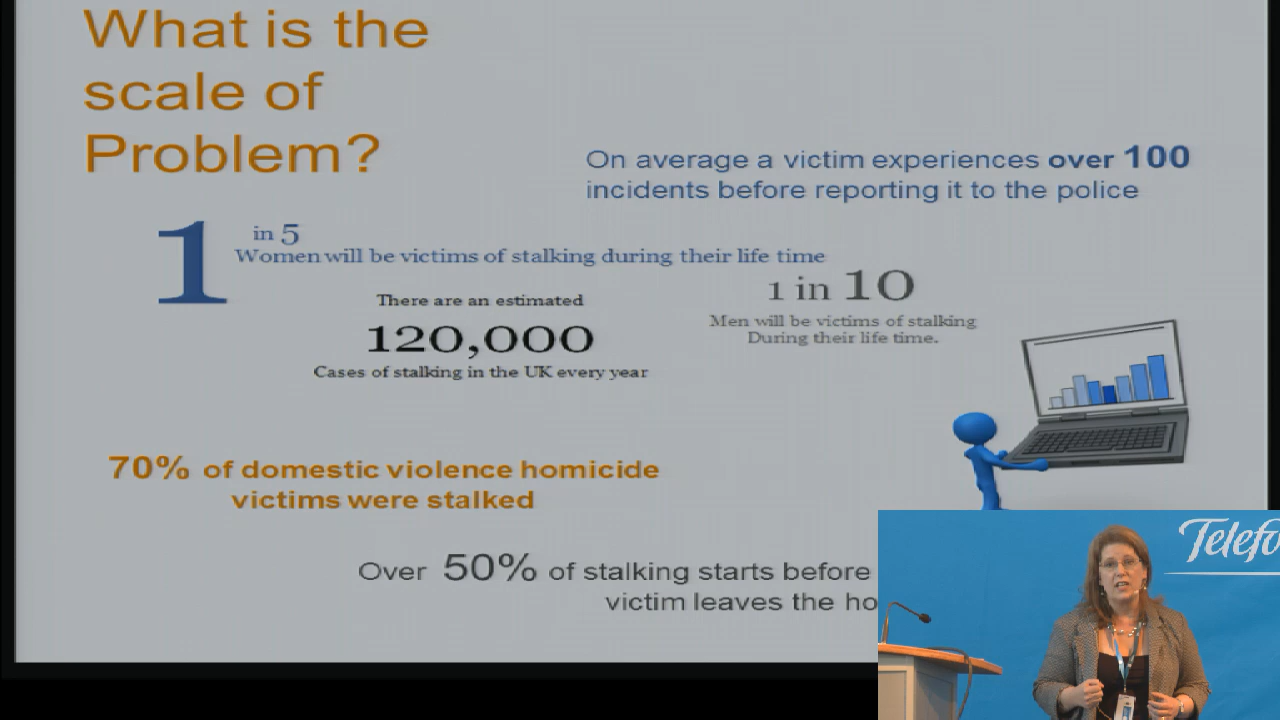 What is the
scale of
Problem?
On average a victim experiences over 100
incidents before reporting it to the police
1 in 5
Women will be victims of stalking during their life time
1 in 10
Men will be victims of stalking
During their life time.
There are an estimated
120,000
Cases of stalking in the UK every year
70% of domestic violence homicide
victims were stalked
Over 50% of stalking starts before
victim leaves the ho
Telefo